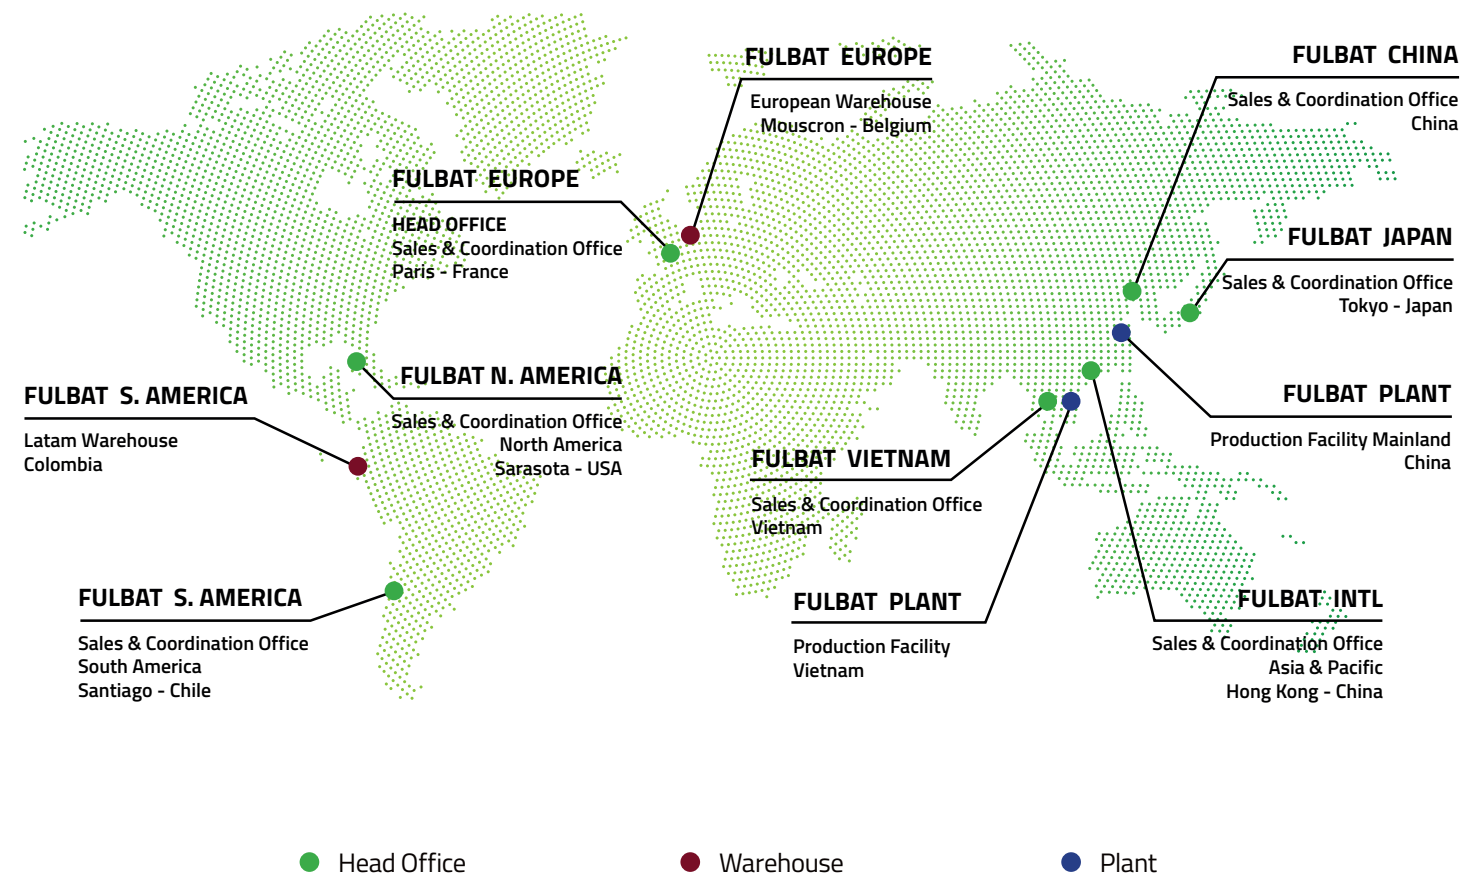 FULBAT EUROPE
European Warehouse
Mouscron - Belgium
FULBAT CHINA
Sales & Coordination Office
China
FULBAT EUROPE
HEAD OFFICE
Sales & Coordination Office
Paris - France
FULBAT JAPAN
Sales & Coordination Office
Tokyo - Japan
FULBAT N. AMERICA
Sales & Coordination Office
North America
Sarasota - USA
FULBAT S. AMERICA
Latam Warehouse
Colombia
FULBAT PLANT
Production Facility Mainland
China
FULBAT VIETNAM
Sales & Coordination Office
Vietnam
FULBAT S. AMERICA
Sales & Coordination Office
South America
Santiago - Chile
FULBAT PLANT
Production Facility
Vietnam
FULBAT INTL
Sales & Coordination Office
Asia & Pacific
Hong Kong - China
Head Office
Warehouse
Plant